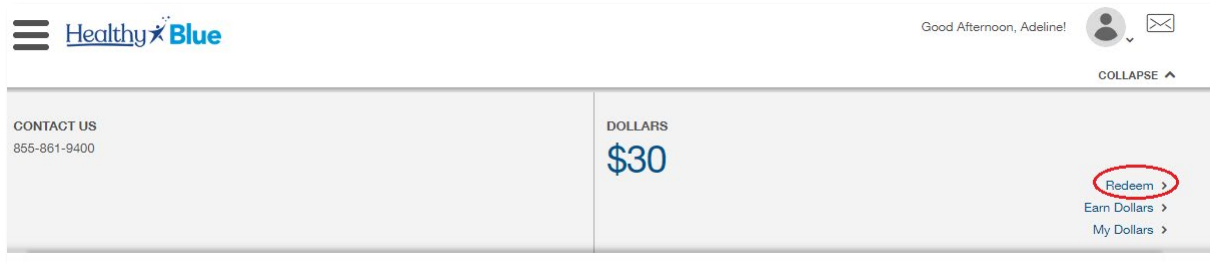 Healthy Blue
Good Afternoon, Adeline!
COLLAPSE
CONTACT US
855-861-9400
DOLLARS
$30
Redeem >
Earn Dollars >
My Dollars >